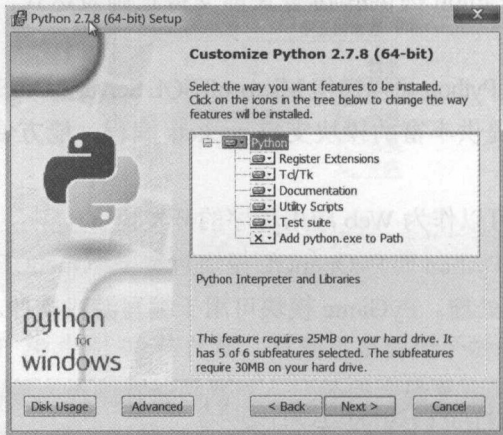 Python 2.7.8 (64-bit) Setup
Customize Python 2.7.8 (64-bit)
Select the way you want features to be installed.
Click on the icons in the tree below to change the way
features will be installed.
Python
Register Extensions
Tcl/Tk
Documentation
Utility Scripts
Test suite
Add python.exe to Path
Python Interpreter and Libraries
python
for
windows
This feature requires 25MB on your hard drive. It
has 5 of 6 subfeatures selected. The subfeatures
require 30MB on your hard drive.
Disk Usage
Advanced
< Back
Next >
Cancel